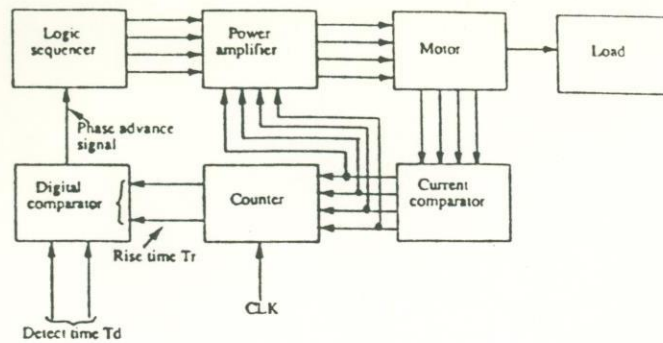 Logic
sequencer
Power
amplifier
Motor
Load
Phase advance
signal
Digital
comparator
Counter
Current
comparator
Rise time Tr
CLK
Detect time Td